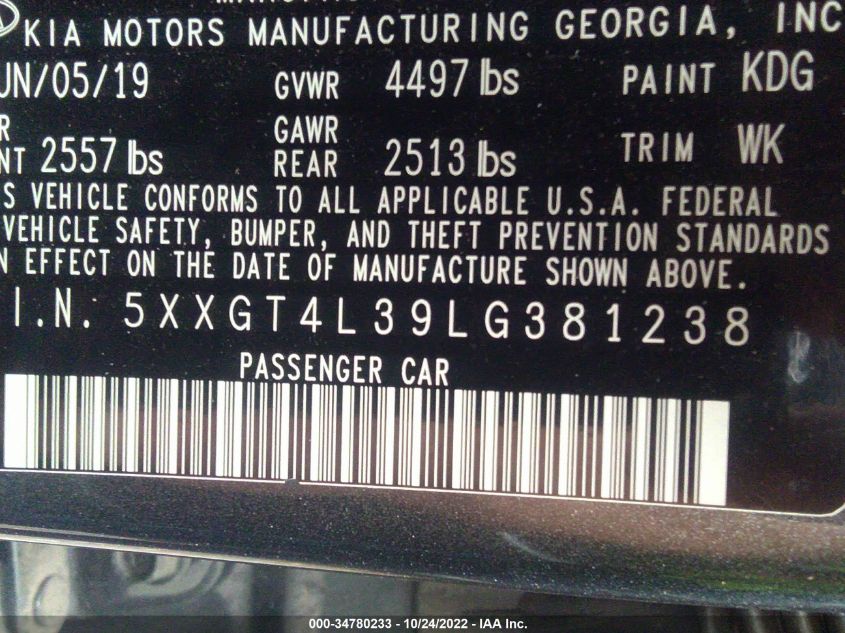 KIA MOTORS MANUFACTURING GEORGIA, INC
UN/05/19 GVWR 4497 lbs PAINT KDG
R GAWR
NT 2557 lbs REAR 2513 lbs TRIM WK
S VEHICLE CONFORMS TO ALL APPLICABLE U.S.A. FEDERAL
VEHICLE SAFETY, BUMPER, AND THEFT PREVENTION STANDARDS
N EFFECT ON THE DATE OF MANUFACTURE SHOWN ABOVE.
I.N. 5XXGT4L39LG381238
PASSENGER CAR
000-34780233 - 10/24/2022 - IAA Inc.